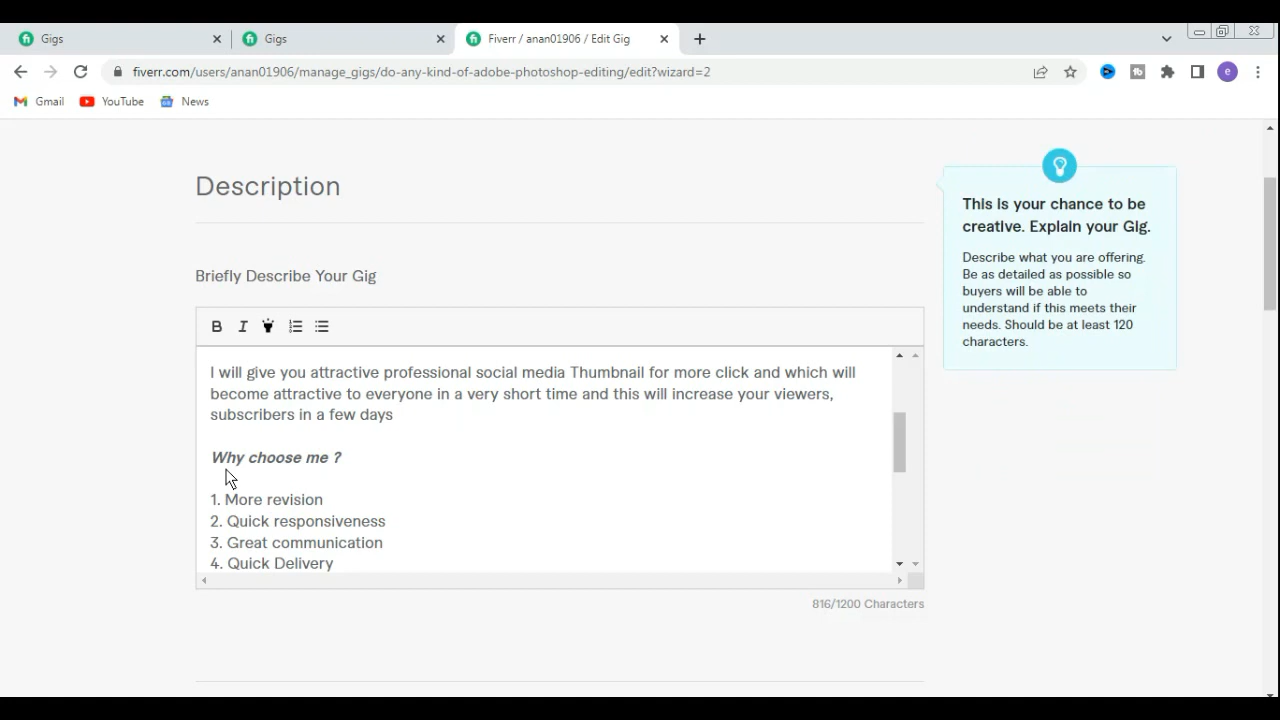 Gigs
Gigs
Fiverr / anan01906 / Edit Gig
fiverr.com/users/anan01906/manage_gigs/do-any-kind-of-adobe-photoshop-editing/edit?wizard=2
e
Gmail
YouTube
News
Description
Briefly Describe Your Gig
B I
I will give you attractive professional social media Thumbnail for more click and which will
become attractive to everyone in a very short time and this will increase your viewers,
subscribers in a few days
Why choose me ?
1. More revision
2. Quick responsiveness
3. Great communication
4. Quick Delivery
816/1200 Characters
This is your chance to be
creative. Explain your Gig.
Describe what you are offering.
Be as detailed as possible so
buyers will be able to
understand if this meets their
needs. Should be at least 120
characters.